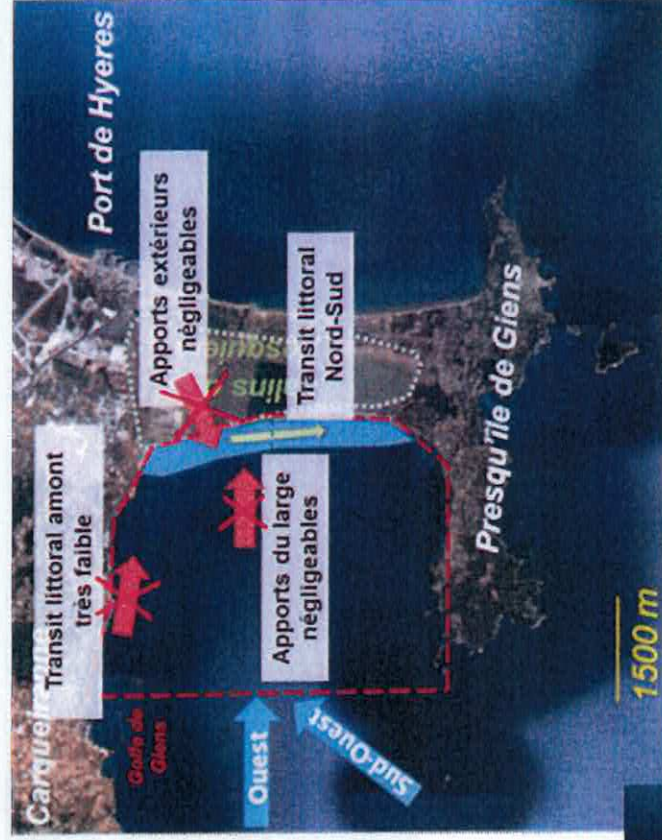 Carqueiranne
Port de Hyeres
Transit littoral amont
très faible
Apports extérieurs
négligeables
Golfe de
Giens
Ouest
Sud-Ouest
Apports du large
négligeables
Transit littoral
Nord-Sud
Presqu'île de Giens
1500 m